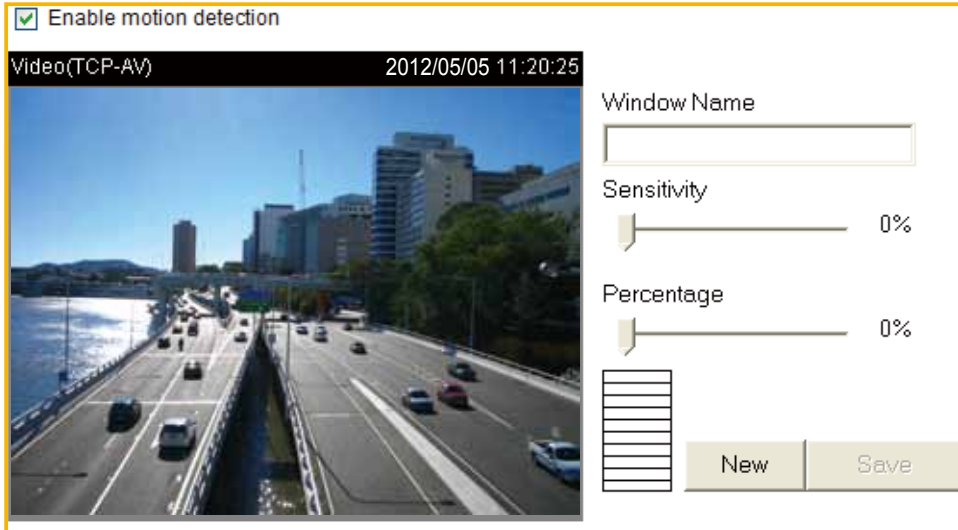 Enable motion detection
Video(TCP-AV) 2012/05/05 11:20:25
Window Name
Sensitivity
0%
Percentage
0%
New Save